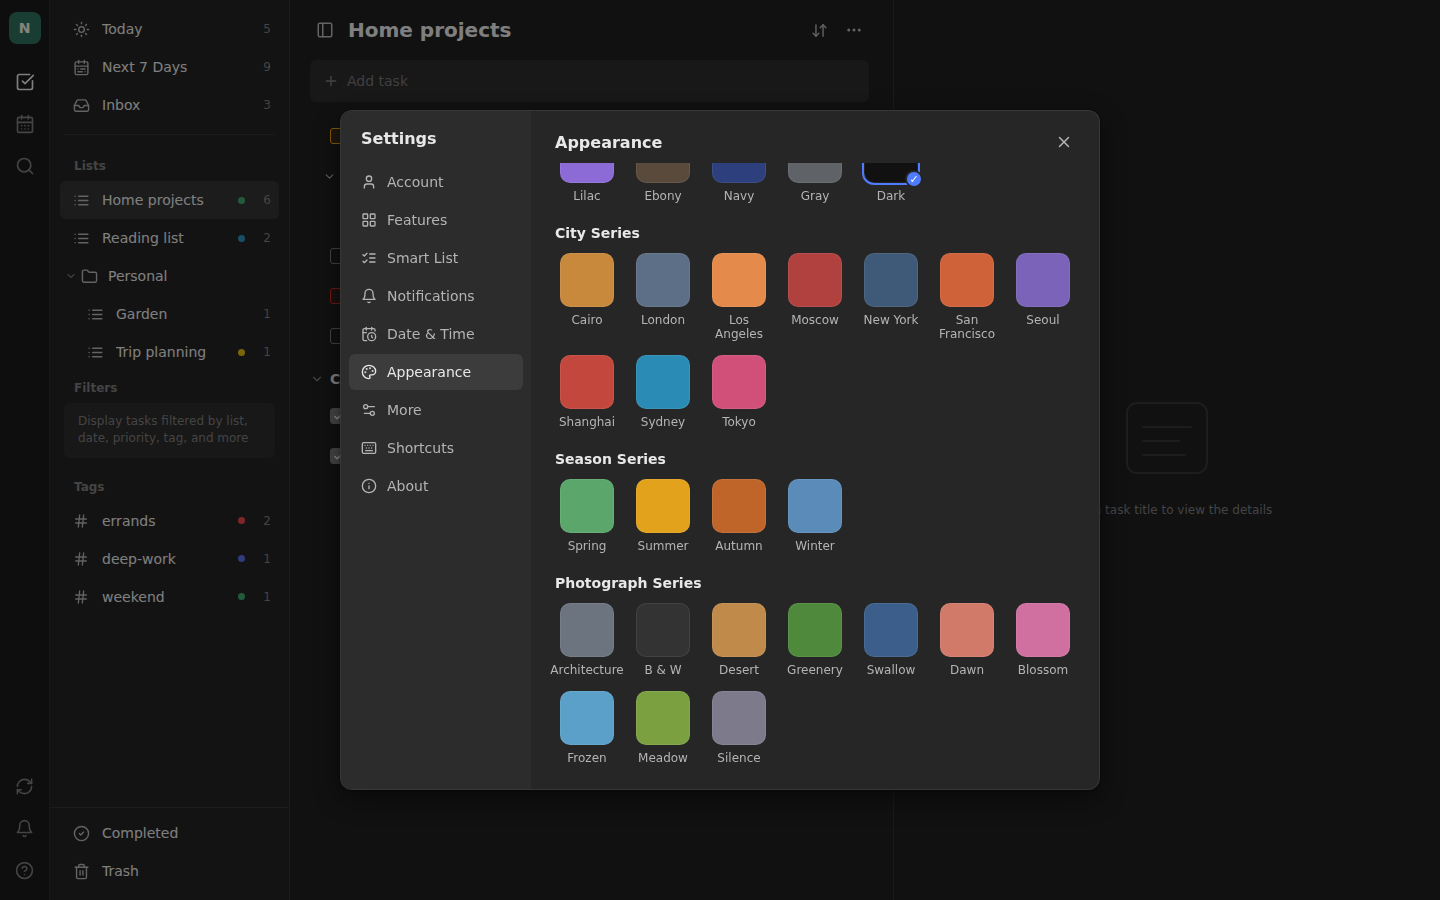 N
Today 5
Next 7 Days 9
Inbox 3
Lists
Home projects 6
Reading list 2
Personal
Garden 1
Trip planning 1
Filters
Display tasks filtered by list,
date, priority, tag, and more
Tags
errands 2
deep-work 1
weekend 1
Completed
Trash
Home projects
Add task
C
task title to view the details
Settings
Account
Features
Smart List
Notifications
Date & Time
Appearance
More
Shortcuts
About
Appearance
Lilac Ebony Navy Gray Dark
City Series
Cairo London Los Angeles Moscow New York San Francisco Seoul
Shanghai Sydney Tokyo
Season Series
Spring Summer Autumn Winter
Photograph Series
Architecture B & W Desert Greenery Swallow Dawn Blossom
Frozen Meadow Silence